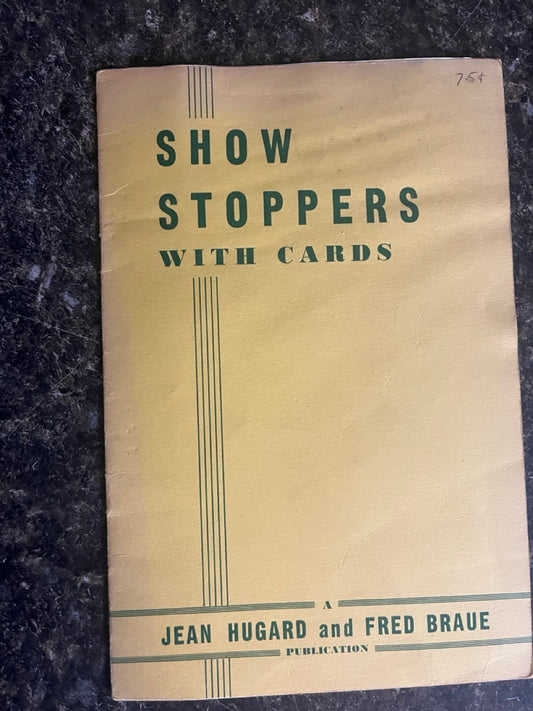 75¢
SHOW
STOPPERS
WITH CARDS
A
JEAN HUGARD and FRED BRAUE
PUBLICATION